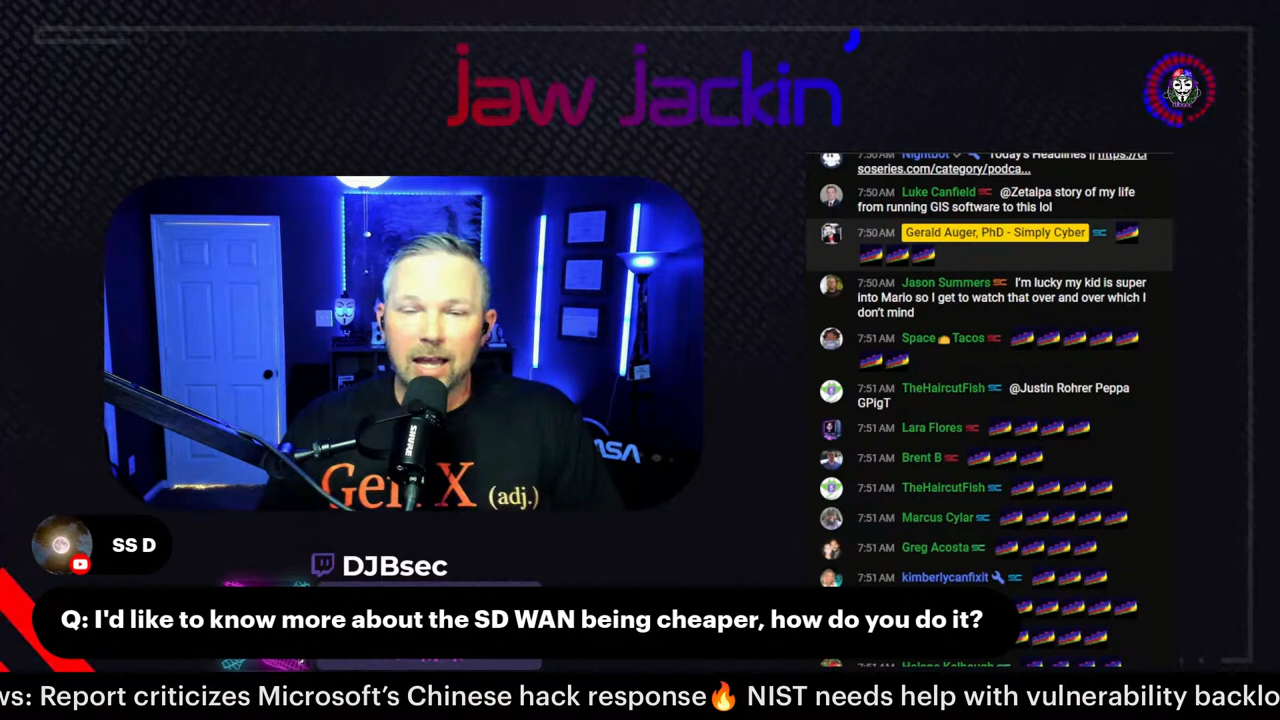 Jaw Jackin’
7:50 AM Nightbot Today's Headlines || https://ci
soseries.com/category/podca...
7:50 AM Luke Canfield @Zetalpa story of my life
from running GIS software to this lol
7:50 AM Gerald Auger, PhD - Simply Cyber
7:50 AM Jason Summers I'm lucky my kid is super
into Mario so I get to watch that over and over which I
don't mind
7:51 AM Space Tacos
7:51 AM TheHaircutFish @Justin Rohrer Peppa
GPigT
7:51 AM Lara Flores
7:51 AM Brent B
7:51 AM TheHaircutFish
7:51 AM Marcus Cylar
7:51 AM Greg Acosta
7:51 AM kimberlycanfixit
SHURE
Gen X (adj.)
SS D
DJBsec
Q: I'd like to know more about the SD WAN being cheaper, how do you do it?
ws: Report criticizes Microsoft’s Chinese hack response🔥 NIST needs help with vulnerability backlo